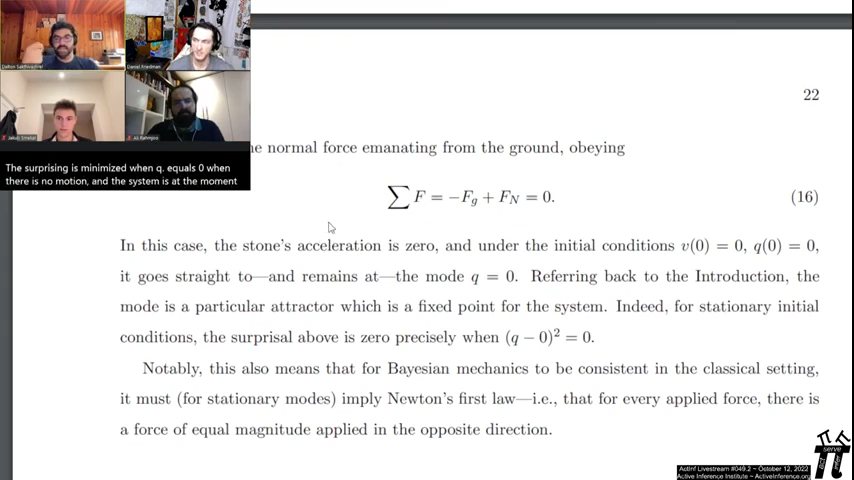 Daniel Friedman
Jakub Smékal
Ali Rahmjoo
The surprising is minimized when q. equals 0 when
there is no motion, and the system is at the moment
22
e normal force emanating from the ground, obeying
∑ F = −F_g + F_N = 0. (16)
In this case, the stone's acceleration is zero, and under the initial conditions v(0) = 0, q(0) = 0,
it goes straight to—and remains at—the mode q = 0. Referring back to the Introduction, the
mode is a particular attractor which is a fixed point for the system. Indeed, for stationary initial
conditions, the surprisal above is zero precisely when (q − 0)² = 0.
Notably, this also means that for Bayesian mechanics to be consistent in the classical setting,
it must (for stationary modes) imply Newton's first law—i.e., that for every applied force, there is
a force of equal magnitude applied in the opposite direction.
serve
ActInf Livestream #049.2 ~ October 12, 2022
Active Inference Institute ~ ActiveInference.org